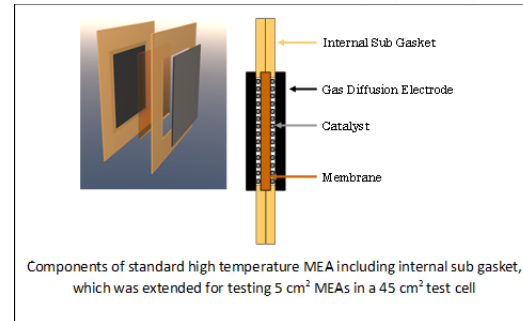 Internal Sub Gasket
Gas Diffusion Electrode
Catalyst
Membrane
Components of standard high temperature MEA including internal sub gasket,
which was extended for testing 5 cm² MEAs in a 45 cm² test cell